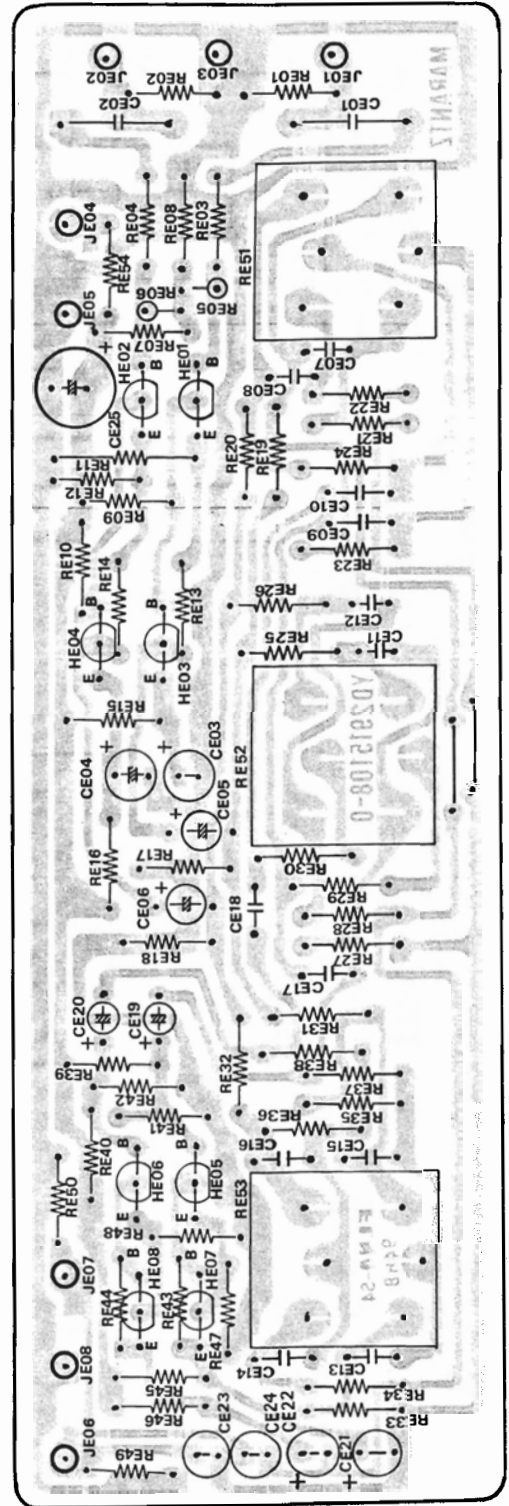 JE02
JE03
JE01
RE02
RE01
CE02
CE01
MARANTZ
JE04
RE04
RE08
RE03
RE54
RE51
JE05
RE06
RE05
+
RE07
HE02
B
HE01
B
CE07
CE08
CE25
E
E
RE22
RE21
RE11
RE12
RE20
RE19
RE24
RE09
CE10
CE09
RE10
RE14
RE23
RE13
RE26
B
B
CE12
HE04
HE03
RE25
CE11
E
E
RE15
RE52
YD2915108-0
+
+
CE04
CE03
CE05
+
RE16
RE17
RE30
CE06
+
CE18
RE29
RE28
RE18
RE27
CE17
CE20
CE19
RE31
+
+
RE39
RE32
RE38
RE42
RE37
RE41
RE35
RE36
RE40
B
B
CE16
CE15
RE50
HE06
HE05
RE53
E
E
RE48
B
B
JE07
HE08
HE07
RE44
RE43
RE47
E
E
CE14
CE13
JE08
RE45
RE46
RE34
RE33
CE23
CE24
CE22
CE21
JE06
RE49
+
+